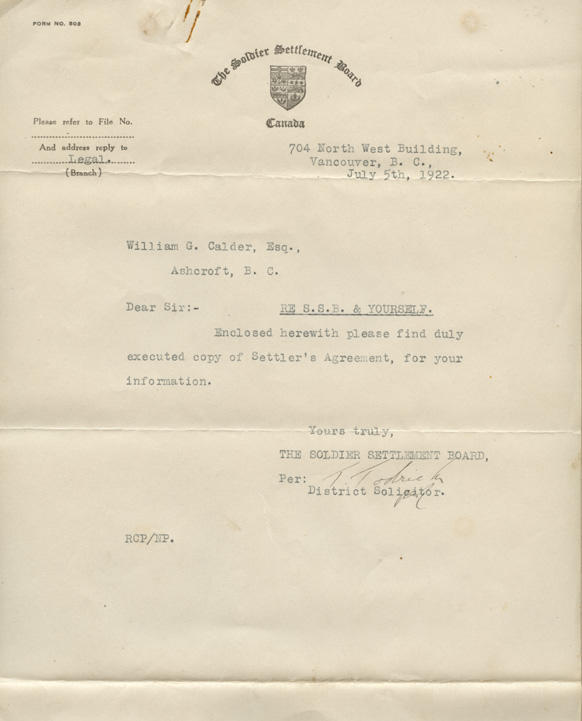 FORM NO. 802
The Soldier Settlement Board
Canada
Please refer to File No.
And address reply to
Legal.
(Branch)
704 North West Building,
Vancouver, B. C.,
July 5th, 1922.
William G. Calder, Esq.,
Ashcroft, B. C.
Dear Sir:-
RE S.S.B. & YOURSELF.
Enclosed herewith please find duly
executed copy of Settler's Agreement, for your
information.
Yours truly,
THE SOLDIER SETTLEMENT BOARD,
Per:
District Solicitor.
RCP/NP.